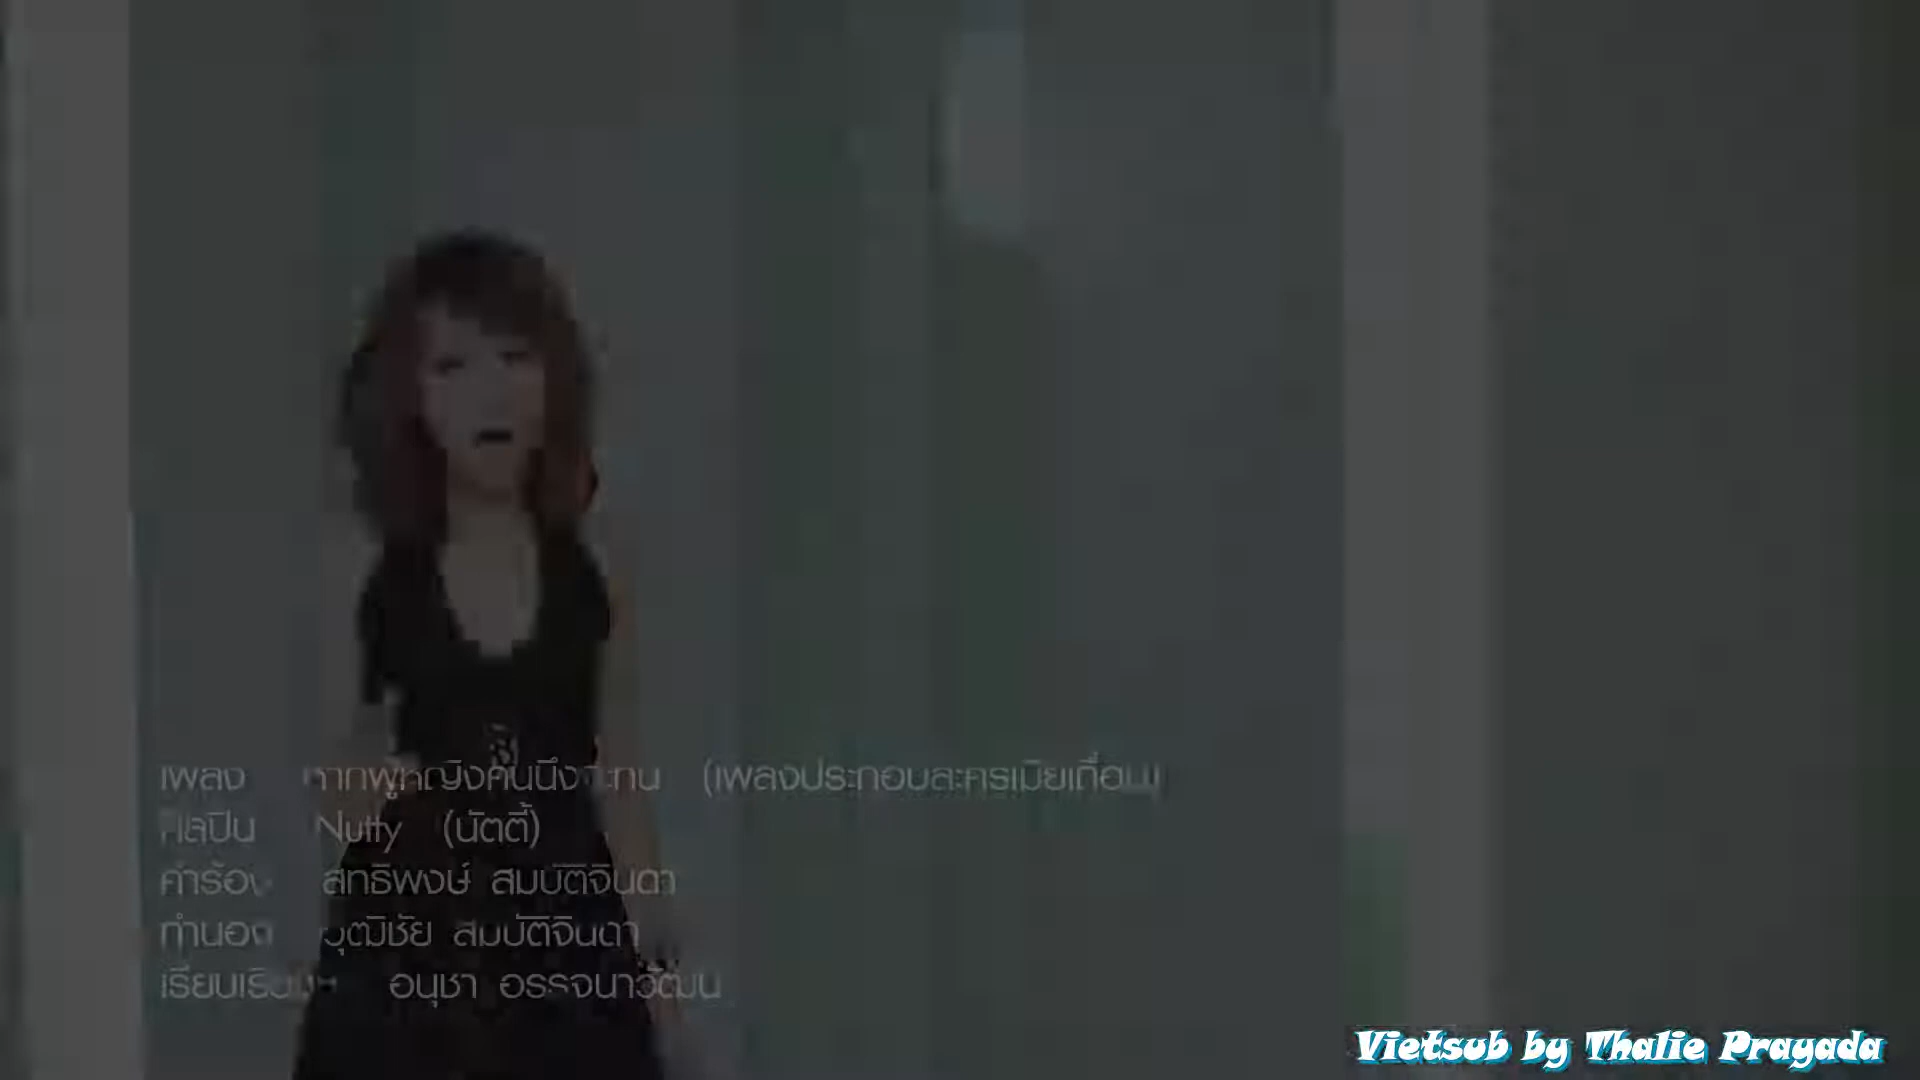 เพลง หากผู้หญิงคนนึงจะทน (เพลงประกอบละครเมียเถื่อน)
ศิลปิน Nutty (นัตตี้)
คำร้อง สิทธิพงษ์ สมบัติจินดา
ทำนอง วุฒิชัย สมบัติจินดา
เรียบเรียง อนุชา อรรจนาวัฒน์
Vietsub by Thalie Prayada